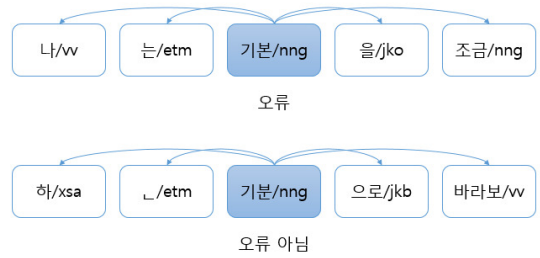 나/vv 는/etm 기본/nng 을/jko 조금/nng
오류
하/xsa ㄴ/etm 기분/nng 으로/jkb 바라보/vv
오류 아님